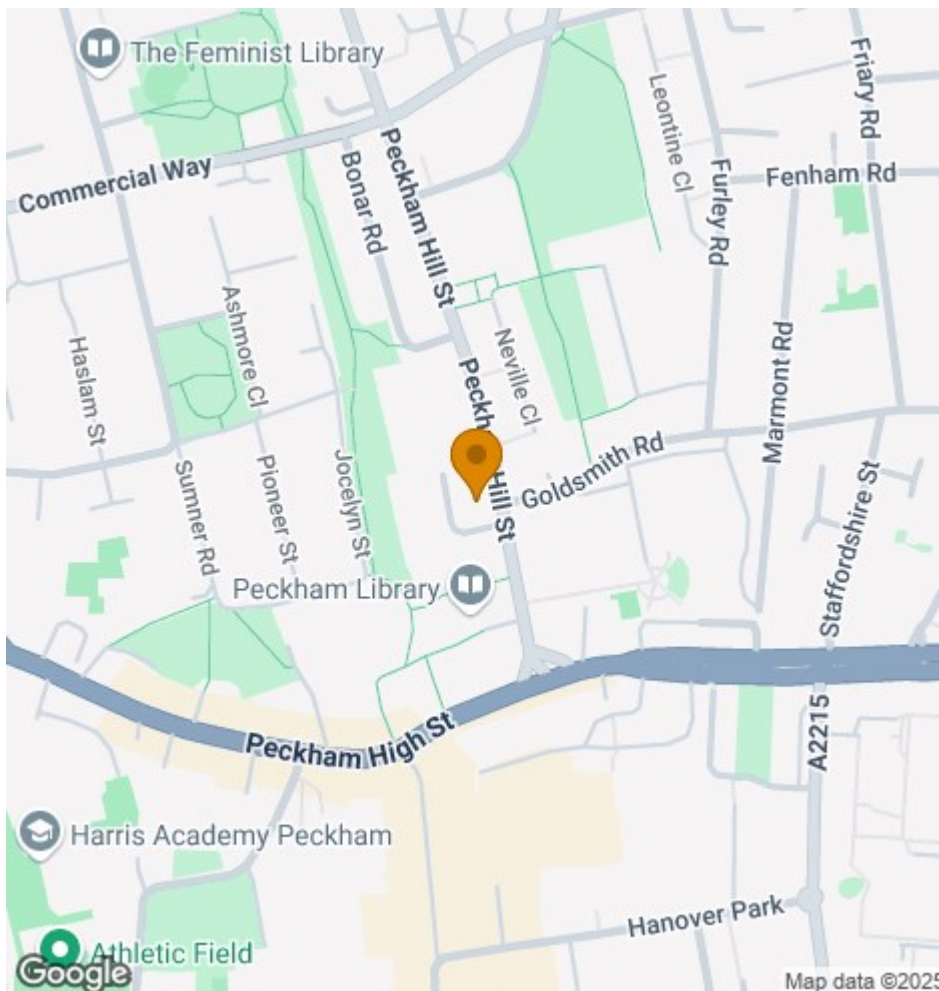 The Feminist Library
Commercial Way
Bonar Rd
Peckham Hill St
Leontine Cl
Friary Rd
Fenham Rd
Furley Rd
Ashmore Cl
Haslam St
Neville Cl
Marmont Rd
Peckham Hill St
Goldsmith Rd
Sumner Rd
Pioneer St
Jocelyn St
Staffordshire St
Peckham Library
Peckham High St
A2215
Harris Academy Peckham
Hanover Park
Athletic Field
Google
Map data ©2025